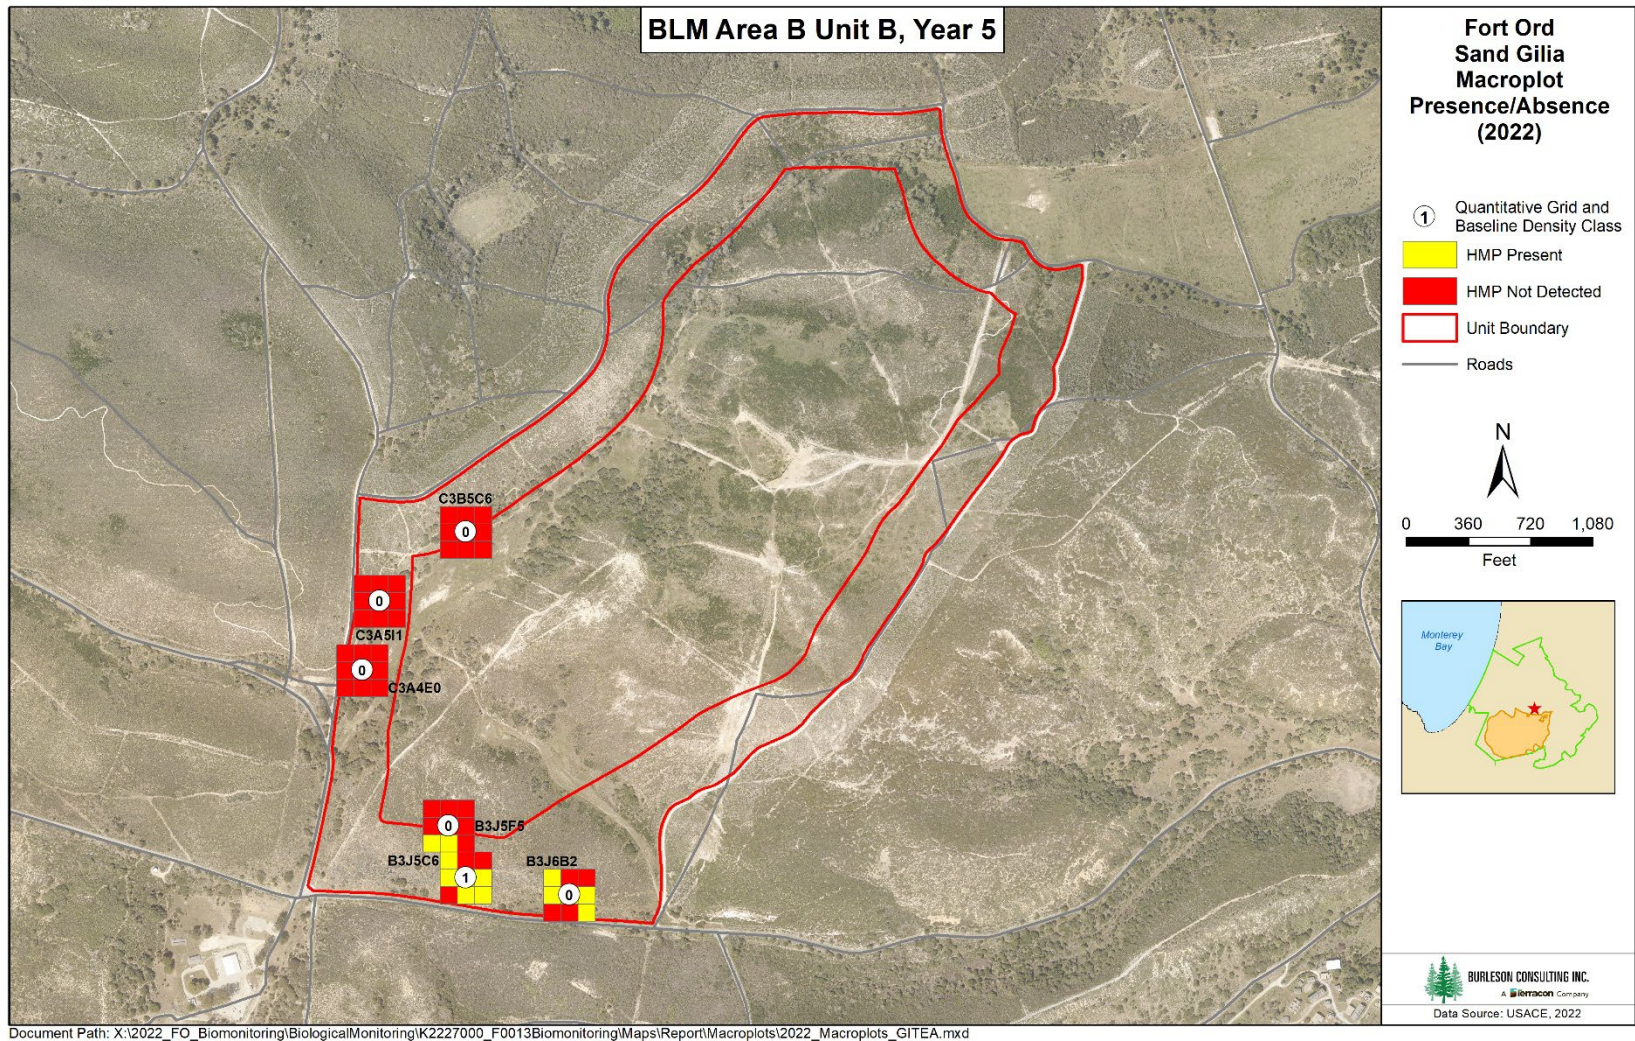 BLM Area B Unit B, Year 5
Fort Ord
Sand Gilia
Macroplot
Presence/Absence
(2022)
1 Quantitative Grid and
Baseline Density Class
HMP Present
HMP Not Detected
Unit Boundary
Roads
N
0 360 720 1,080
Feet
Monterey
Bay
C3B5C6
0
0
C3A5I1
0
C3A4E0
0
B3J5F5
B3J5C6
1
B3J6B2
0
BURLESON CONSULTING INC.
A Terracon Company
Data Source: USACE, 2022
Document Path: X:\2022_FO_Biomonitoring\BiologicalMonitoring\K2227000_F0013Biomonitoring\Maps\Report\Macroplots\2022_Macroplots_GITEA.mxd